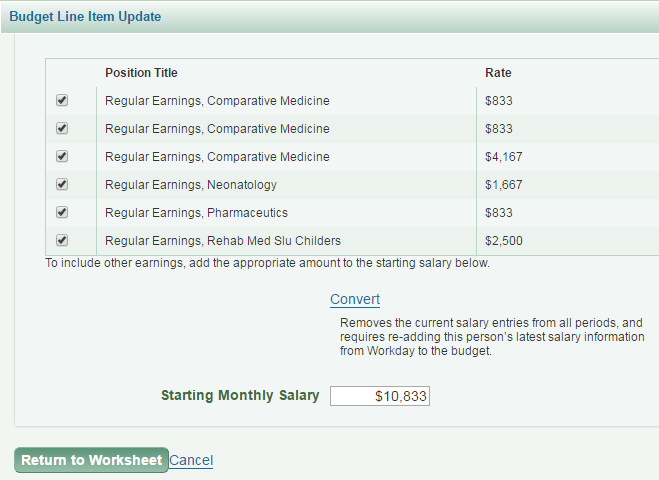 Budget Line Item Update
Position Title Rate
Regular Earnings, Comparative Medicine $833
Regular Earnings, Comparative Medicine $833
Regular Earnings, Comparative Medicine $4,167
Regular Earnings, Neonatology $1,667
Regular Earnings, Pharmaceutics $833
Regular Earnings, Rehab Med Slu Childers $2,500
To include other earnings, add the appropriate amount to the starting salary below.
Convert
Removes the current salary entries from all periods, and
requires re-adding this person's latest salary information
from Workday to the budget.
Starting Monthly Salary $10,833
Return to Worksheet Cancel